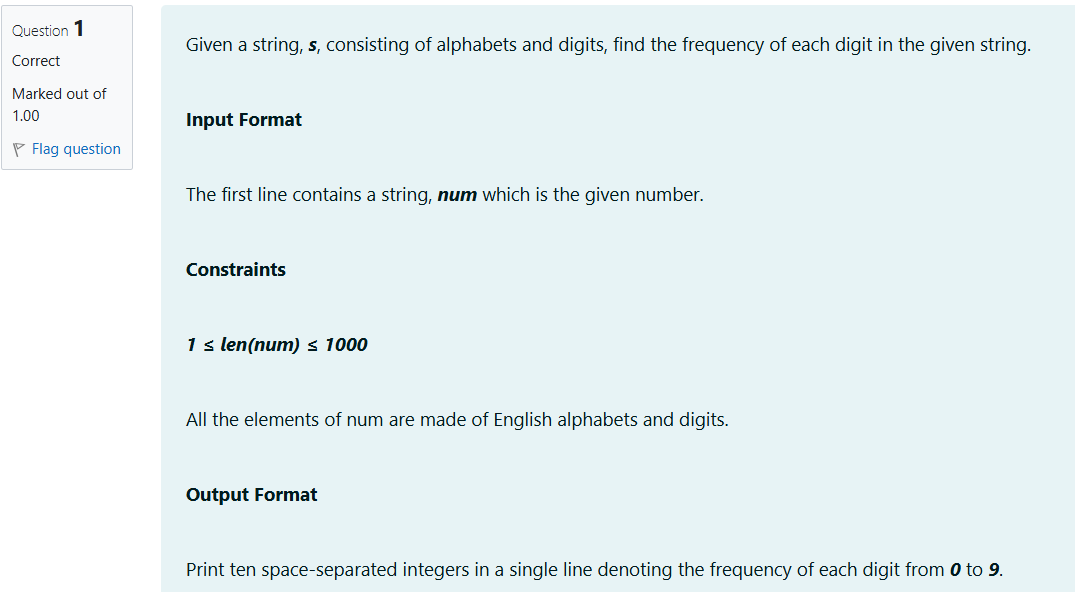 Question 1
Correct
Marked out of
1.00
Flag question
Given a string, s, consisting of alphabets and digits, find the frequency of each digit in the given string.
Input Format
The first line contains a string, num which is the given number.
Constraints
1 ≤ len(num) ≤ 1000
All the elements of num are made of English alphabets and digits.
Output Format
Print ten space-separated integers in a single line denoting the frequency of each digit from 0 to 9.